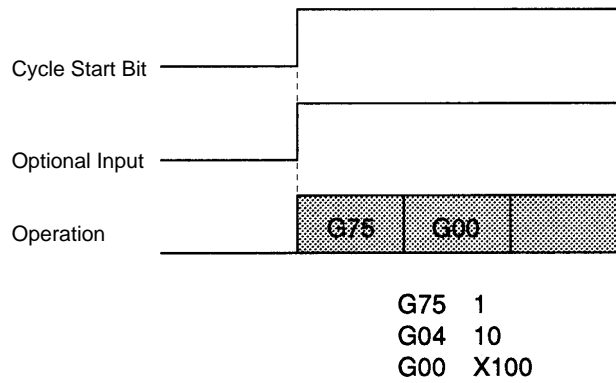 Cycle Start Bit
Optional Input
Operation
G75 G00
G75 1
G04 10
G00 X100